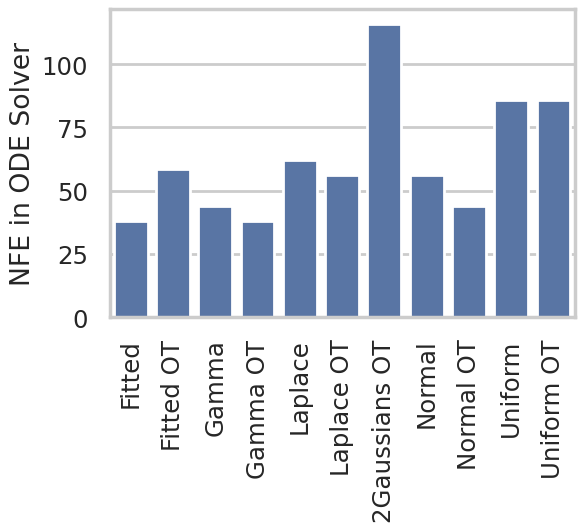 NFE in ODE Solver
100
75
50
25
0
Fitted
Fitted OT
Gamma
Gamma OT
Laplace
Laplace OT
2Gaussians OT
Normal
Normal OT
Uniform
Uniform OT